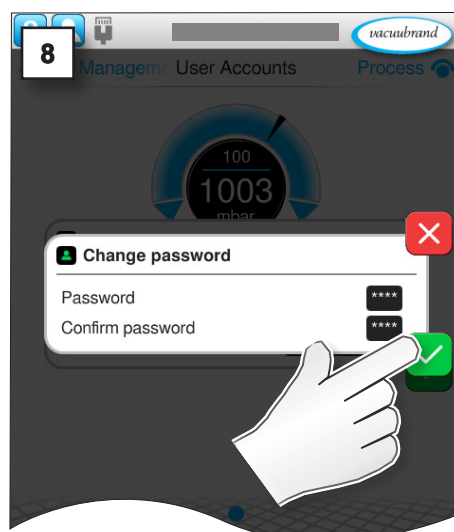 8
vacuubrand
Manageme User Accounts
Process
100
1003
mbar
Change password
Password ****
Confirm password ****